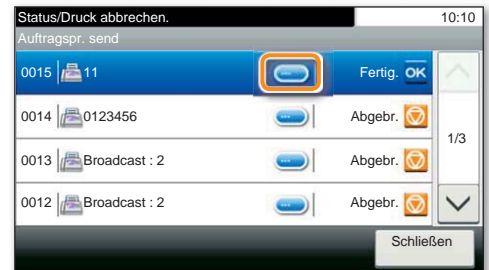 Status/Druck abbrechen. 10:10
Auftragspr. send
0015 11 Fertig. OK
0014 0123456 Abgebr.
1/3
0013 Broadcast : 2 Abgebr.
0012 Broadcast : 2 Abgebr.
Schließen